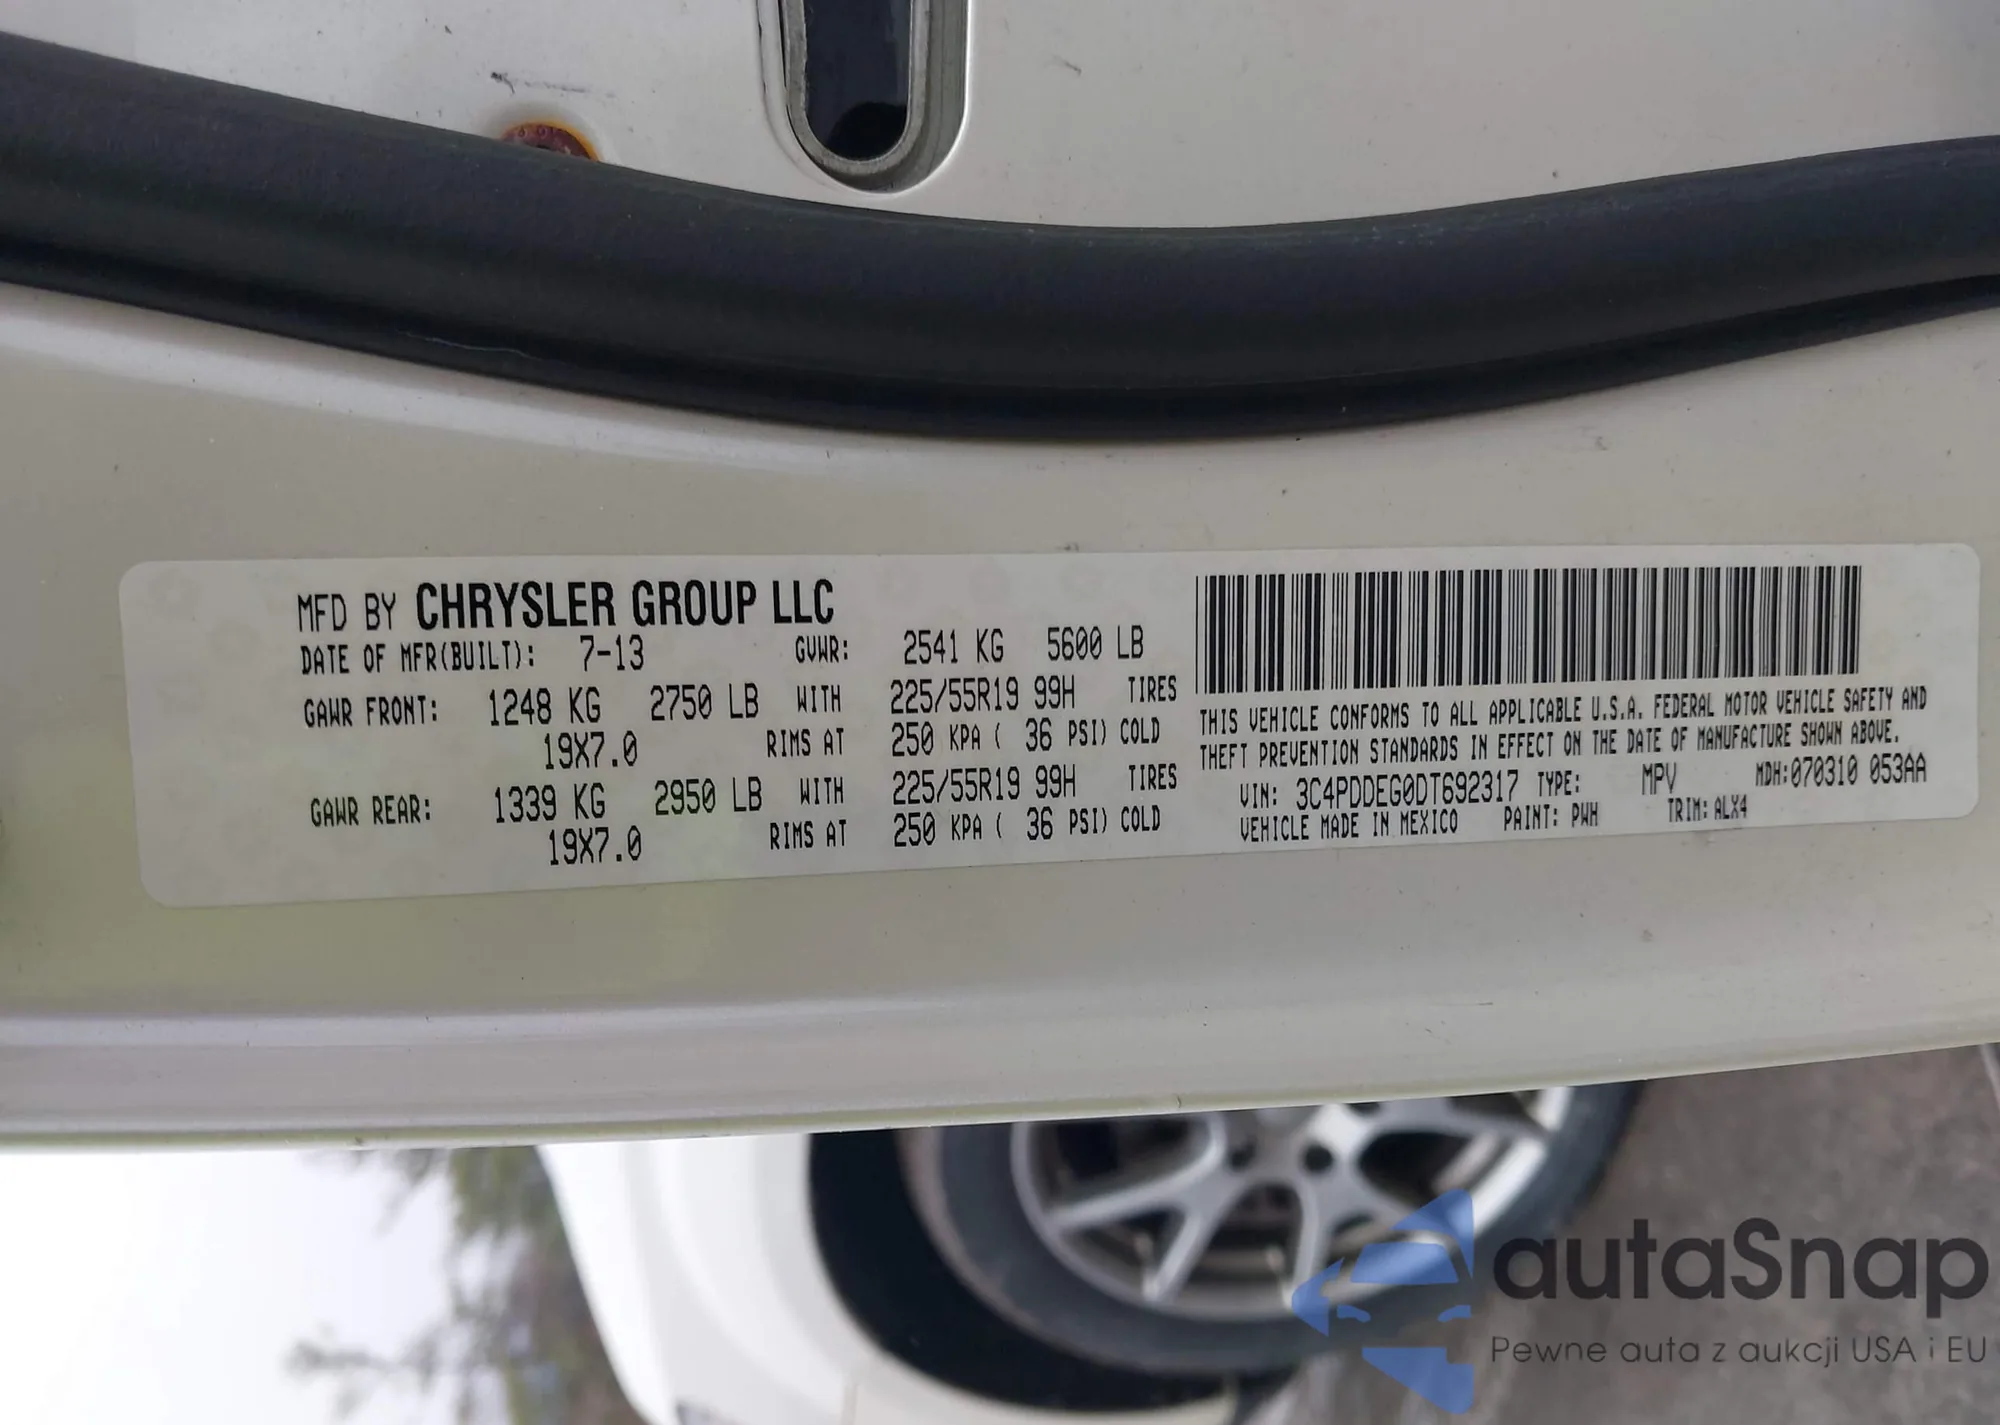 MFD BY CHRYSLER GROUP LLC
DATE OF MFR(BUILT): 7-13 GVWR: 2541 KG 5600 LB
GAWR FRONT: 1248 KG 2750 LB WITH 225/55R19 99H TIRES
19X7.0 RIMS AT 250 KPA ( 36 PSI) COLD
GAWR REAR: 1339 KG 2950 LB WITH 225/55R19 99H TIRES
19X7.0 RIMS AT 250 KPA ( 36 PSI) COLD
THIS VEHICLE CONFORMS TO ALL APPLICABLE U.S.A. FEDERAL MOTOR VEHICLE SAFETY AND
THEFT PREVENTION STANDARDS IN EFFECT ON THE DATE OF MANUFACTURE SHOWN ABOVE.
VIN: 3C4PDDEG0DT692317 TYPE: MPV MDH:070310 053AA
VEHICLE MADE IN MEXICO PAINT: PWH TRIM: ALX4
autaSnap
Pewne auta z aukcji USA i EU